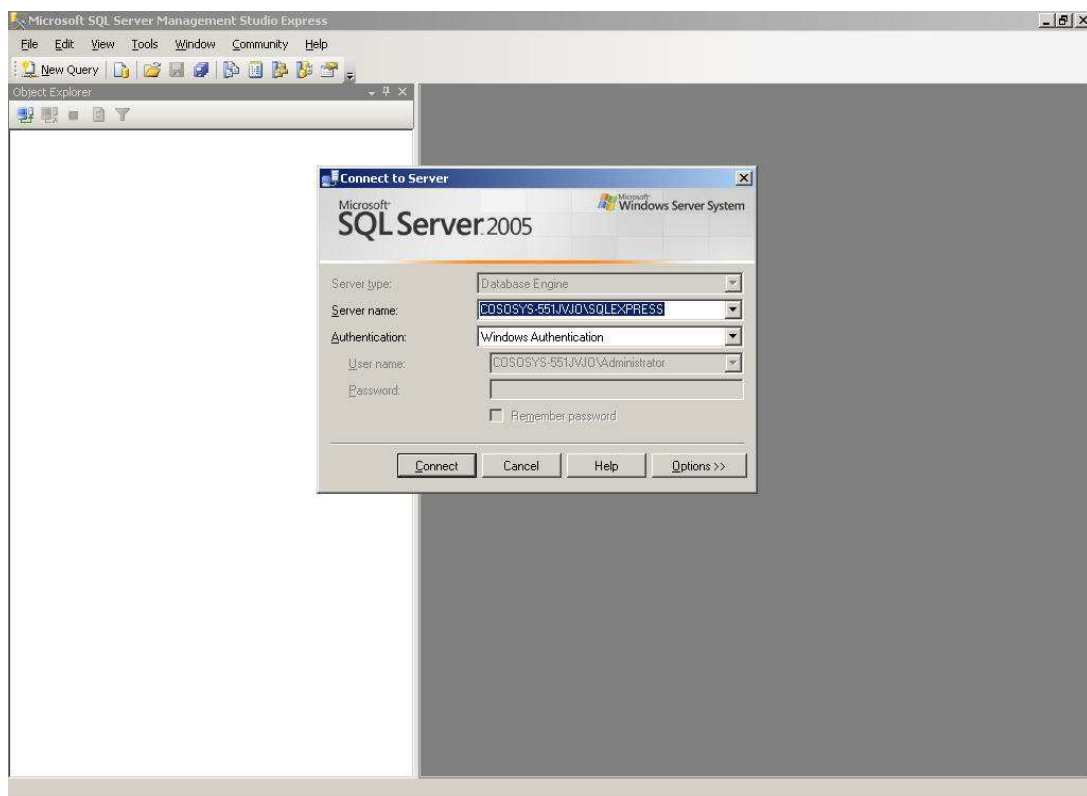 Microsoft SQL Server Management Studio Express
File Edit View Tools Window Community Help
New Query
Object Explorer
Connect to Server
Microsoft
SQL Server 2005
Microsoft
Windows Server System
Server type: Database Engine
Server name: COSOSYS-551JVJO\SQLEXPRESS
Authentication: Windows Authentication
User name: COSOSYS-551JVJO\Administrator
Password:
Remember password
Connect Cancel Help Options >>